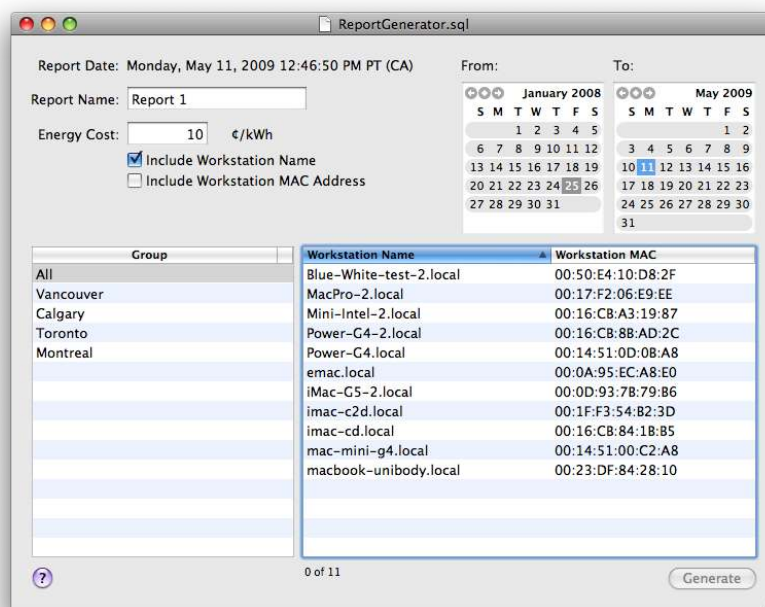 ReportGenerator.sql
Report Date: Monday, May 11, 2009 12:46:50 PM PT (CA)
Report Name: Report 1
Energy Cost: 10 ¢/kWh
Include Workstation Name
Include Workstation MAC Address
From:
January 2008
S M T W T F S
1 2 3 4 5
6 7 8 9 10 11 12
13 14 15 16 17 18 19
20 21 22 23 24 25 26
27 28 29 30 31
To:
May 2009
S M T W T F S
1 2
3 4 5 6 7 8 9
10 11 12 13 14 15 16
17 18 19 20 21 22 23
24 25 26 27 28 29 30
31
Group
All
Vancouver
Calgary
Toronto
Montreal
Workstation Name Workstation MAC
Blue-White-test-2.local 00:50:E4:10:D8:2F
MacPro-2.local 00:17:F2:06:E9:EE
Mini-Intel-2.local 00:16:CB:A3:19:87
Power-G4-2.local 00:16:CB:8B:AD:2C
Power-G4.local 00:14:51:0D:0B:A8
emac.local 00:0A:95:EC:A8:E0
iMac-G5-2.local 00:0D:93:7B:79:B6
imac-c2d.local 00:1F:F3:54:B2:3D
imac-cd.local 00:16:CB:84:1B:B5
mac-mini-g4.local 00:14:51:00:C2:A8
macbook-unibody.local 00:23:DF:84:28:10
?
0 of 11
Generate